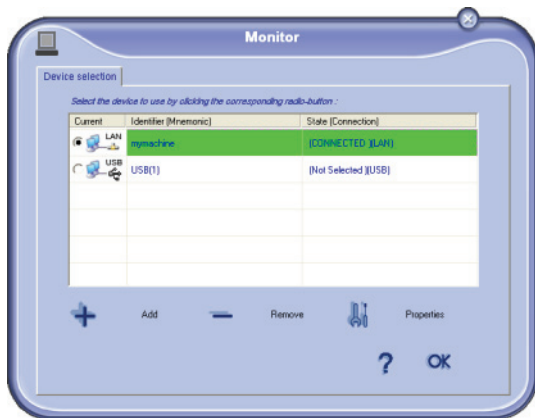 Monitor
Device selection
Select the device to use by clicking the corresponding radio-button :
Current Identifier (Mnemonic) State (Connection)
LAN mymachine (CONNECTED )(LAN)
USB USB(1) (Not Selected )(USB)
Add Remove Properties
? OK